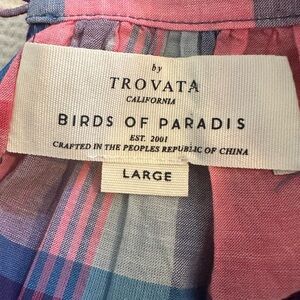 by
TROVATA
CALIFORNIA
BIRDS OF PARADIS
EST. 2001
CRAFTED IN THE PEOPLES REPUBLIC OF CHINA
LARGE